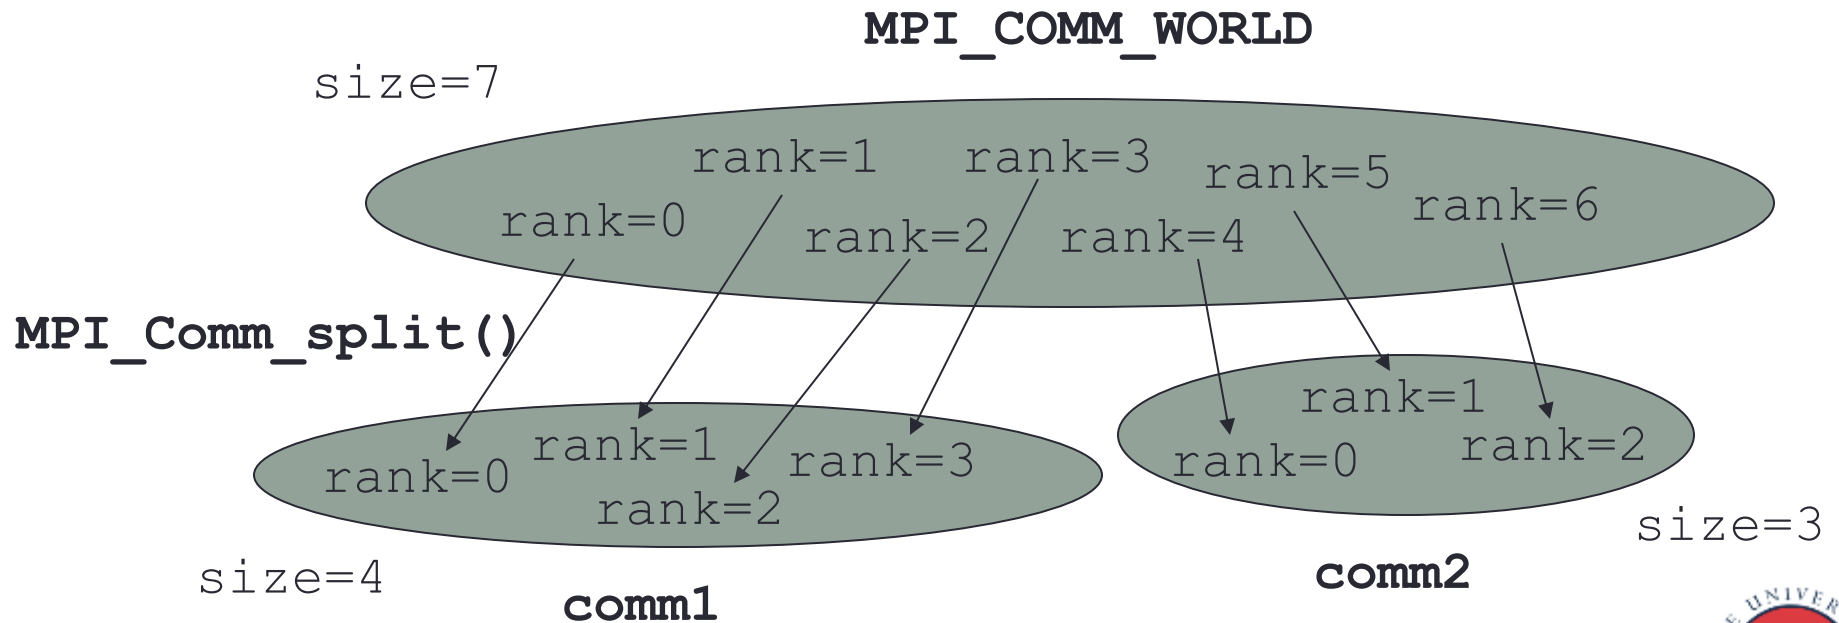 MPI_COMM_WORLD
size=7
rank=1
rank=3
rank=5
rank=6
rank=0
rank=2
rank=4
MPI_Comm_split()
rank=1
rank=0
rank=3
rank=2
rank=1
rank=0
rank=2
size=4
comm1
comm2
size=3